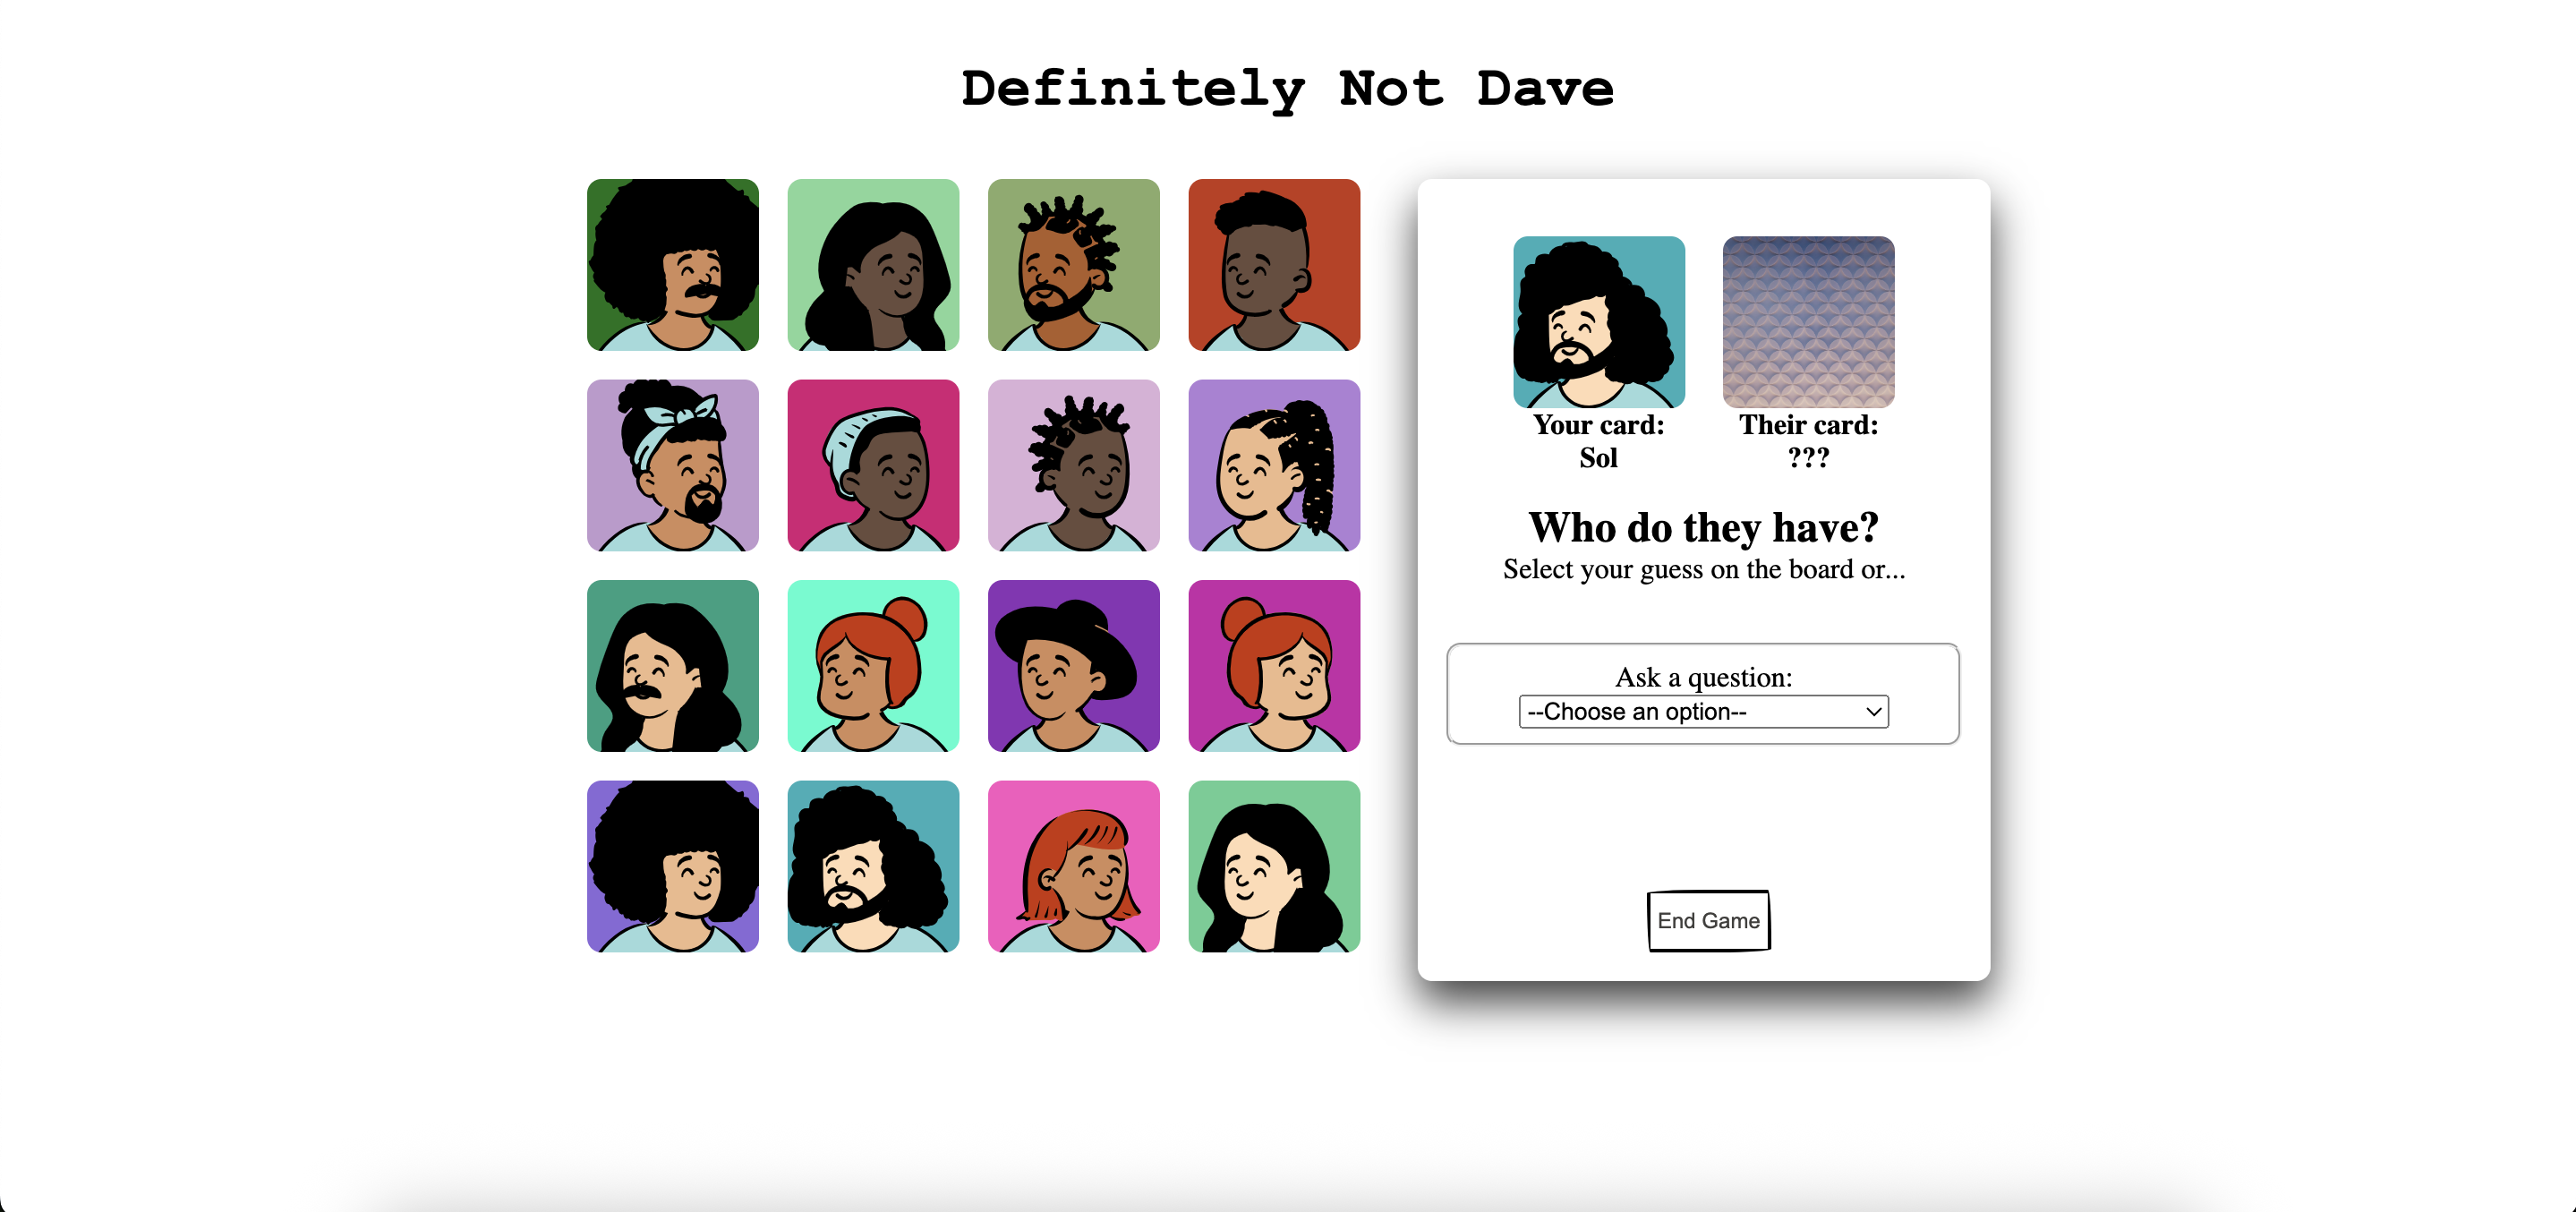 Definitely Not Dave
Your card:
Sol
Their card:
???
Who do they have?
Select your guess on the board or...
Ask a question:
--Choose an option--
End Game